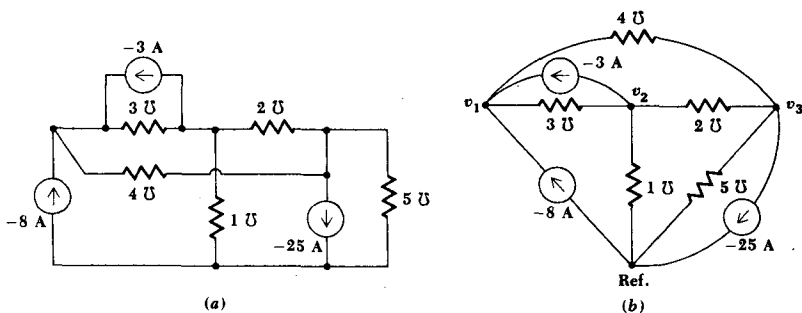 −3 A
3 ℧
2 ℧
4 ℧
−8 A
1 ℧
−25 A
5 ℧
(a)
4 ℧
−3 A
v₁
v₂
v₃
3 ℧
2 ℧
−8 A
1 ℧
5 ℧
−25 A
Ref.
(b)